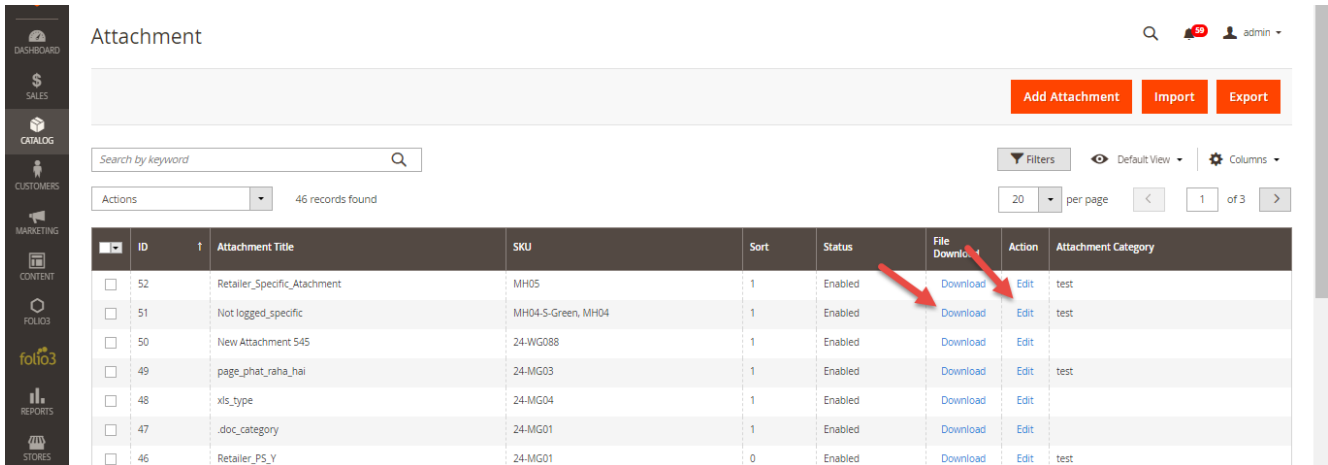 Attachment
59
admin
DASHBOARD
SALES
CATALOG
CUSTOMERS
MARKETING
CONTENT
FOLIO3
folio3
REPORTS
STORES
Add Attachment Import Export
Search by keyword
Filters Default View Columns
Actions 46 records found 20 per page 1 of 3
ID ↑ Attachment Title SKU Sort Status File Download Action Attachment Category
52 Retailer_Specific_Atachment MH05 1 Enabled Download Edit test
51 Not logged_specific MH04-S-Green, MH04 1 Enabled Download Edit test
50 New Attachment 545 24-WG088 1 Enabled Download Edit
49 page_phat_raha_hai 24-MG03 1 Enabled Download Edit test
48 xls_type 24-MG04 1 Enabled Download Edit
47 .doc_category 24-MG01 1 Enabled Download Edit
46 Retailer_PS_Y 24-MG01 0 Enabled Download Edit test